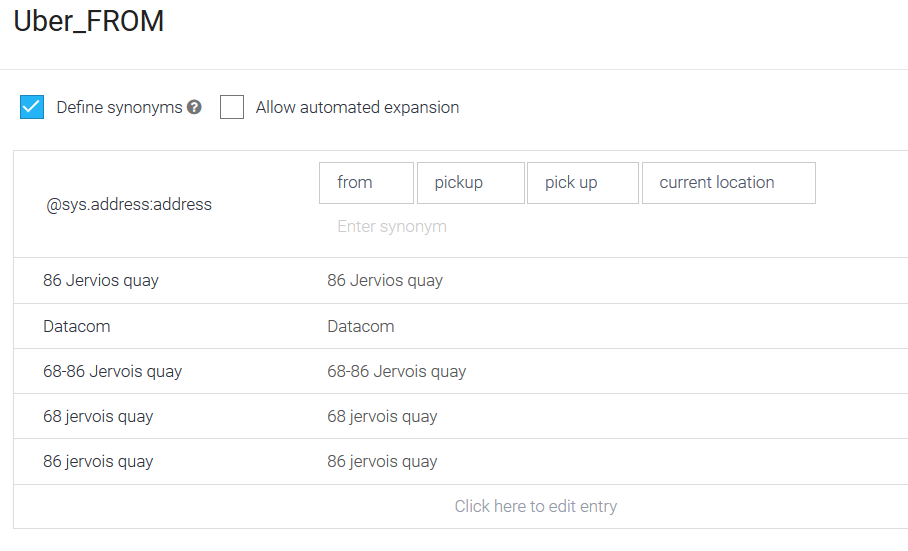 Uber_FROM
Define synonyms ? Allow automated expansion
from pickup pick up current location
@sys.address:address
Enter synonym
86 Jervios quay 86 Jervios quay
Datacom Datacom
68-86 Jervois quay 68-86 Jervois quay
68 jervois quay 68 jervois quay
86 jervois quay 86 jervois quay
Click here to edit entry